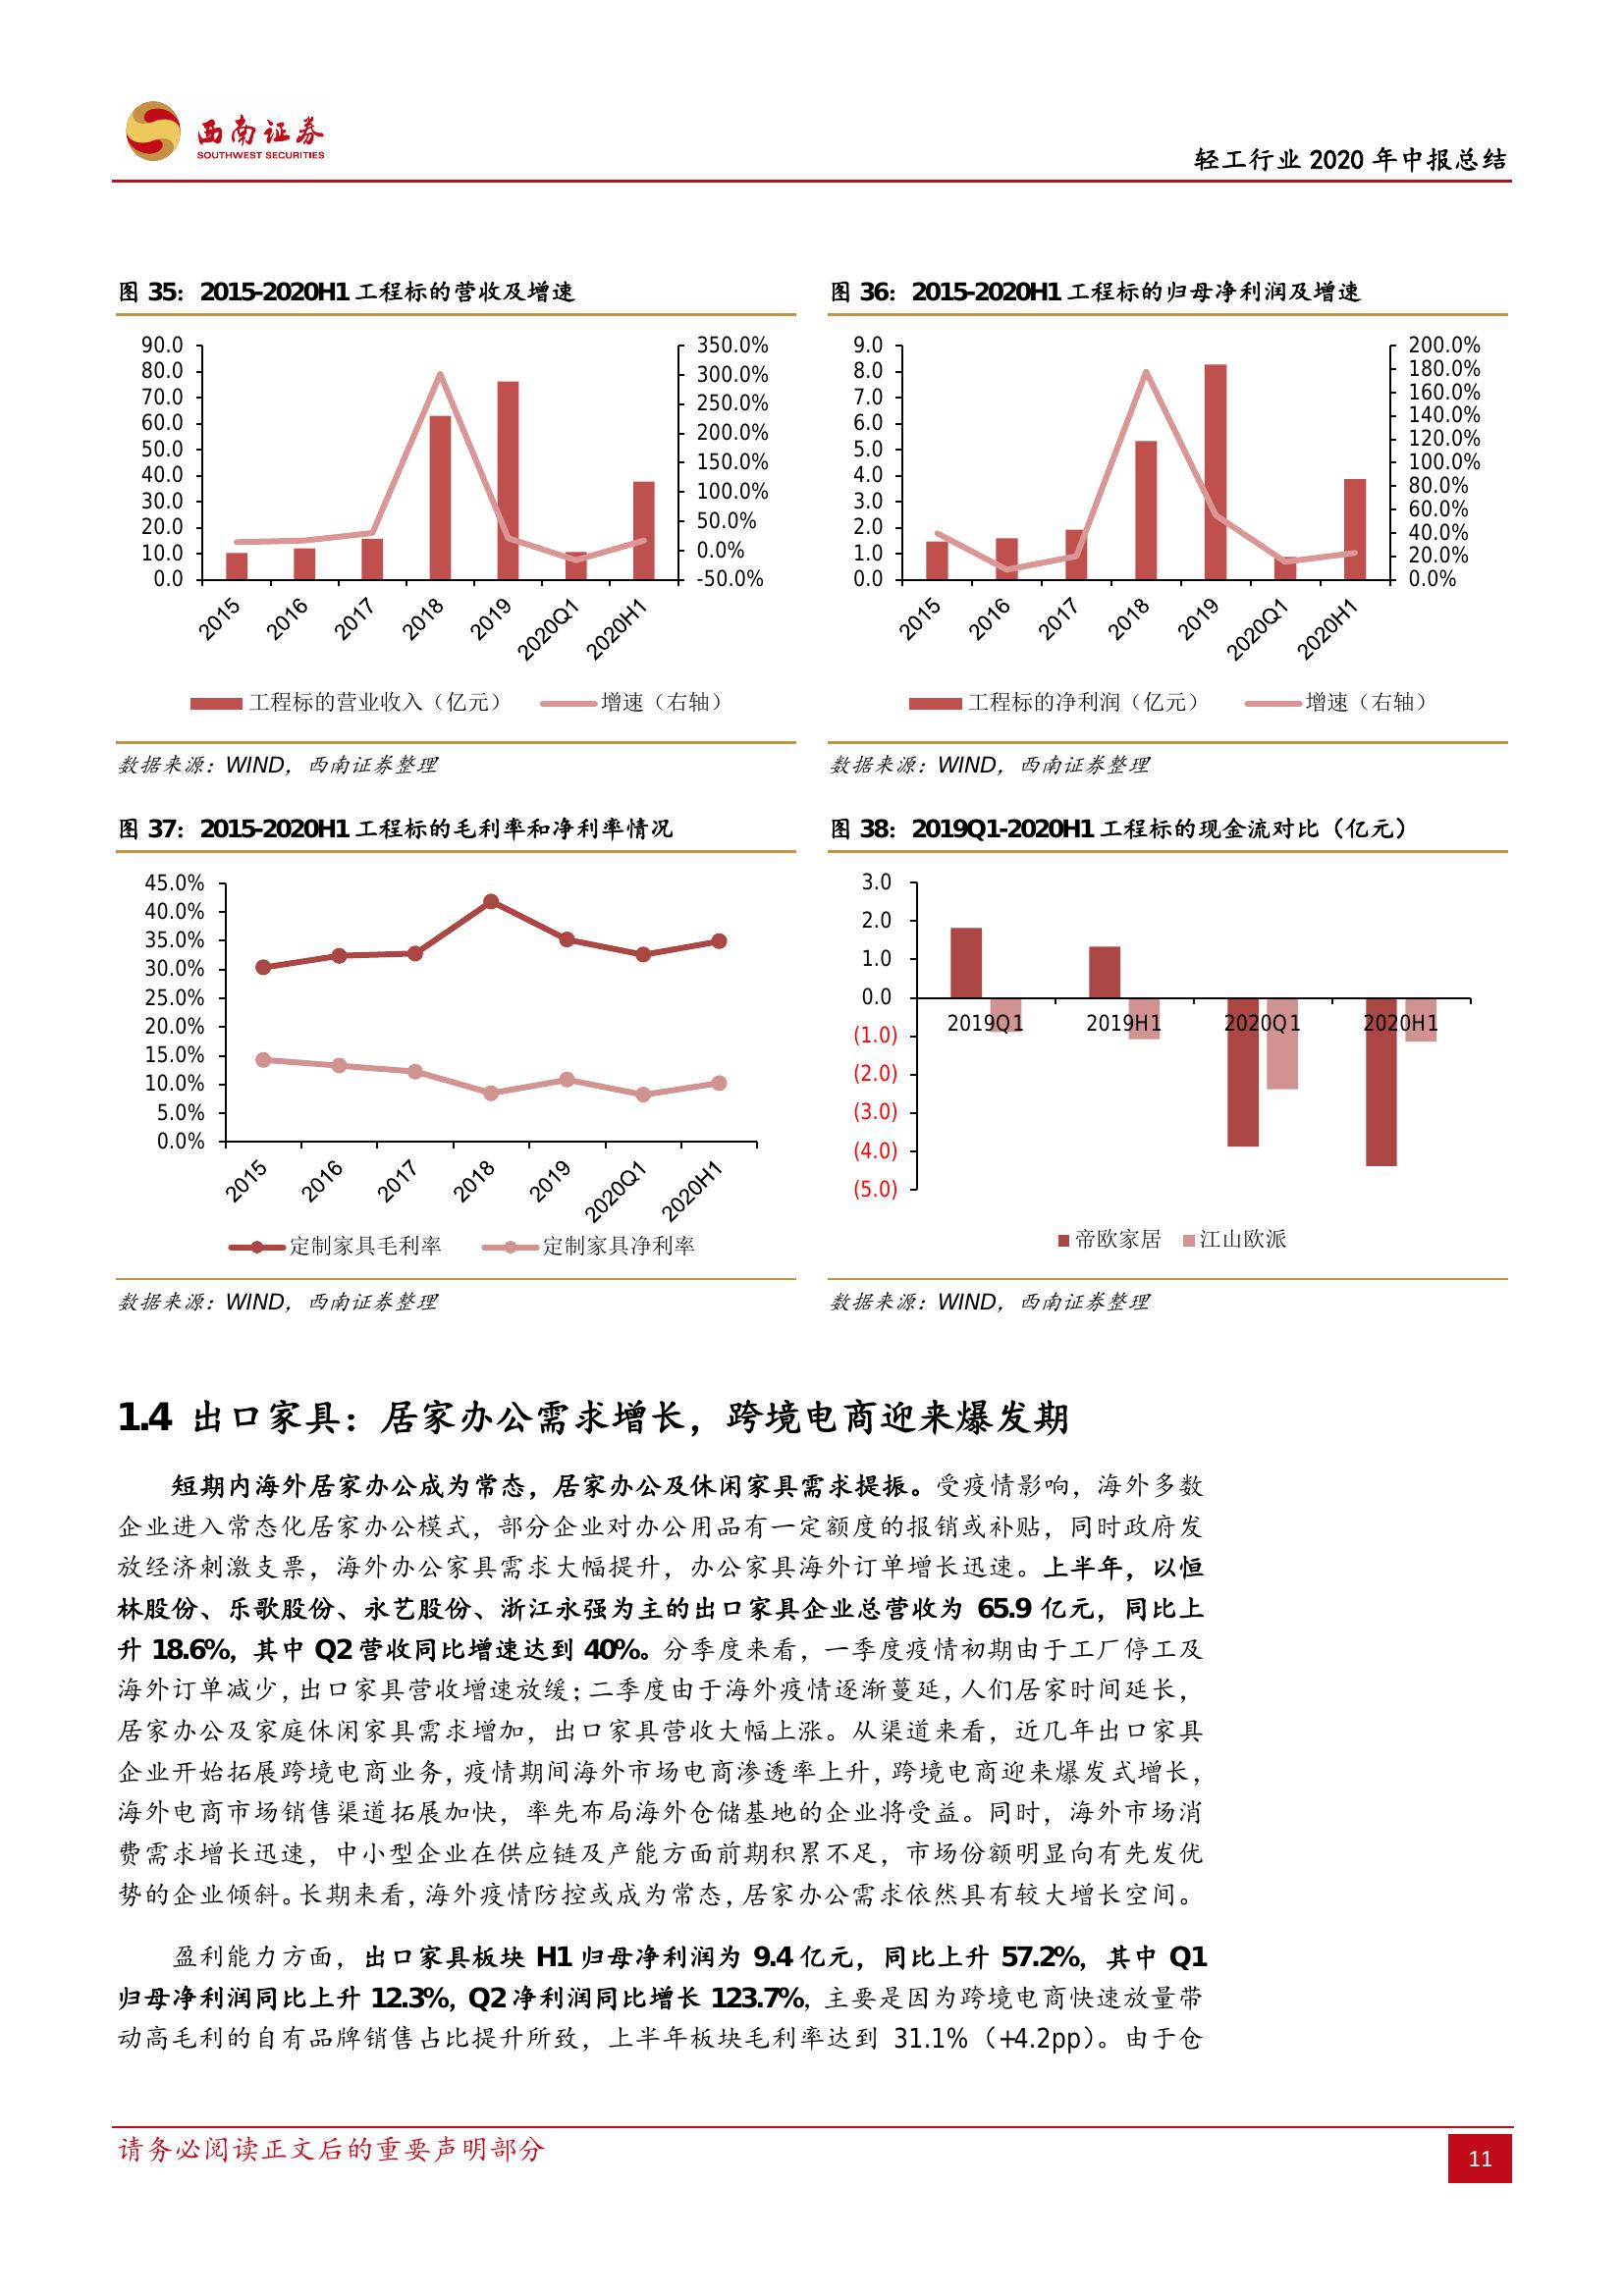 西南证券
SOUTHWEST SECURITIES
轻工行业 2020 年中报总结
图 35：2015-2020H1 工程标的营收及增速
90.0
80.0
70.0
60.0
50.0
40.0
30.0
20.0
10.0
0.0
350.0%
300.0%
250.0%
200.0%
150.0%
100.0%
50.0%
0.0%
-50.0%
2015
2016
2017
2018
2019
2020Q1
2020H1
工程标的营业收入（亿元）
增速（右轴）
数据来源：WIND，西南证券整理
图 36：2015-2020H1 工程标的归母净利润及增速
9.0
8.0
7.0
6.0
5.0
4.0
3.0
2.0
1.0
0.0
200.0%
180.0%
160.0%
140.0%
120.0%
100.0%
80.0%
60.0%
40.0%
20.0%
0.0%
2015
2016
2017
2018
2019
2020Q1
2020H1
工程标的净利润（亿元）
增速（右轴）
数据来源：WIND，西南证券整理
图 37：2015-2020H1 工程标的毛利率和净利率情况
45.0%
40.0%
35.0%
30.0%
25.0%
20.0%
15.0%
10.0%
5.0%
0.0%
2015
2016
2017
2018
2019
2020Q1
2020H1
定制家具毛利率
定制家具净利率
数据来源：WIND，西南证券整理
图 38：2019Q1-2020H1 工程标的现金流对比（亿元）
3.0
2.0
1.0
0.0
(1.0)
(2.0)
(3.0)
(4.0)
(5.0)
2019Q1
2019H1
2020Q1
2020H1
帝欧家居
江山欧派
数据来源：WIND，西南证券整理
1.4 出口家具：居家办公需求增长，跨境电商迎来爆发期
短期内海外居家办公成为常态，居家办公及休闲家具需求提振。受疫情影响，海外多数
企业进入常态化居家办公模式，部分企业对办公用品有一定额度的报销或补贴，同时政府发
放经济刺激支票，海外办公家具需求大幅提升，办公家具海外订单增长迅速。上半年，以恒
林股份、乐歌股份、永艺股份、浙江永强为主的出口家具企业总营收为 65.9 亿元，同比上
升 18.6%，其中 Q2 营收同比增速达到 40%。分季度来看，一季度疫情初期由于工厂停工及
海外订单减少，出口家具营收增速放缓；二季度由于海外疫情逐渐蔓延，人们居家时间延长，
居家办公及家庭休闲家具需求增加，出口家具营收大幅上涨。从渠道来看，近几年出口家具
企业开始拓展跨境电商业务，疫情期间海外市场电商渗透率上升，跨境电商迎来爆发式增长，
海外电商市场销售渠道拓展加快，率先布局海外仓储基地的企业将受益。同时，海外市场消
费需求增长迅速，中小型企业在供应链及产能方面前期积累不足，市场份额明显向有先发优
势的企业倾斜。长期来看，海外疫情防控或成为常态，居家办公需求依然具有较大增长空间。
盈利能力方面，出口家具板块 H1 归母净利润为 9.4 亿元，同比上升 57.2%，其中 Q1
归母净利润同比上升 12.3%，Q2 净利润同比增长 123.7%，主要是因为跨境电商快速放量带
动高毛利的自有品牌销售占比提升所致，上半年板块毛利率达到 31.1%（+4.2pp）。由于仓
请务必阅读正文后的重要声明部分
11